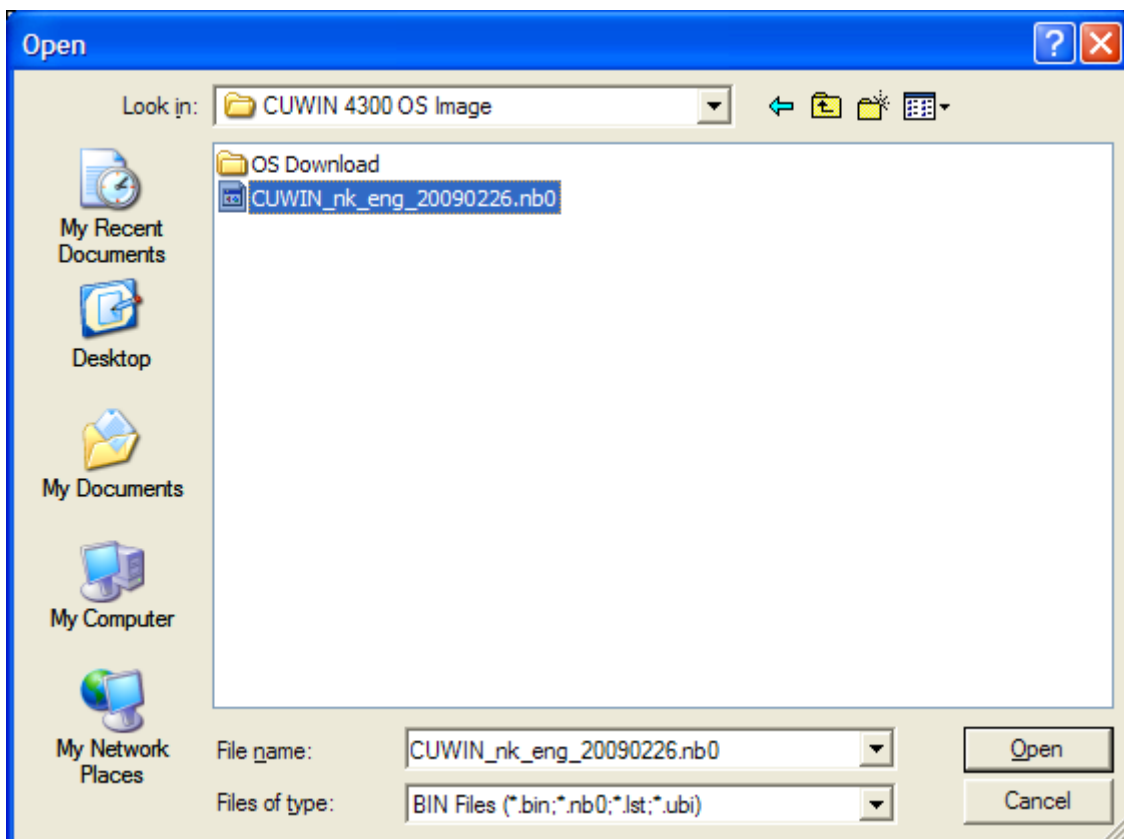 Open
Look in:
CUWIN 4300 OS Image
OS Download
CUWIN_nk_eng_20090226.nb0
My Recent
Documents
Desktop
My Documents
My Computer
My Network
Places
File name:
CUWIN_nk_eng_20090226.nb0
Open
Files of type:
BIN Files (*.bin;*.nb0;*.lst;*.ubi)
Cancel